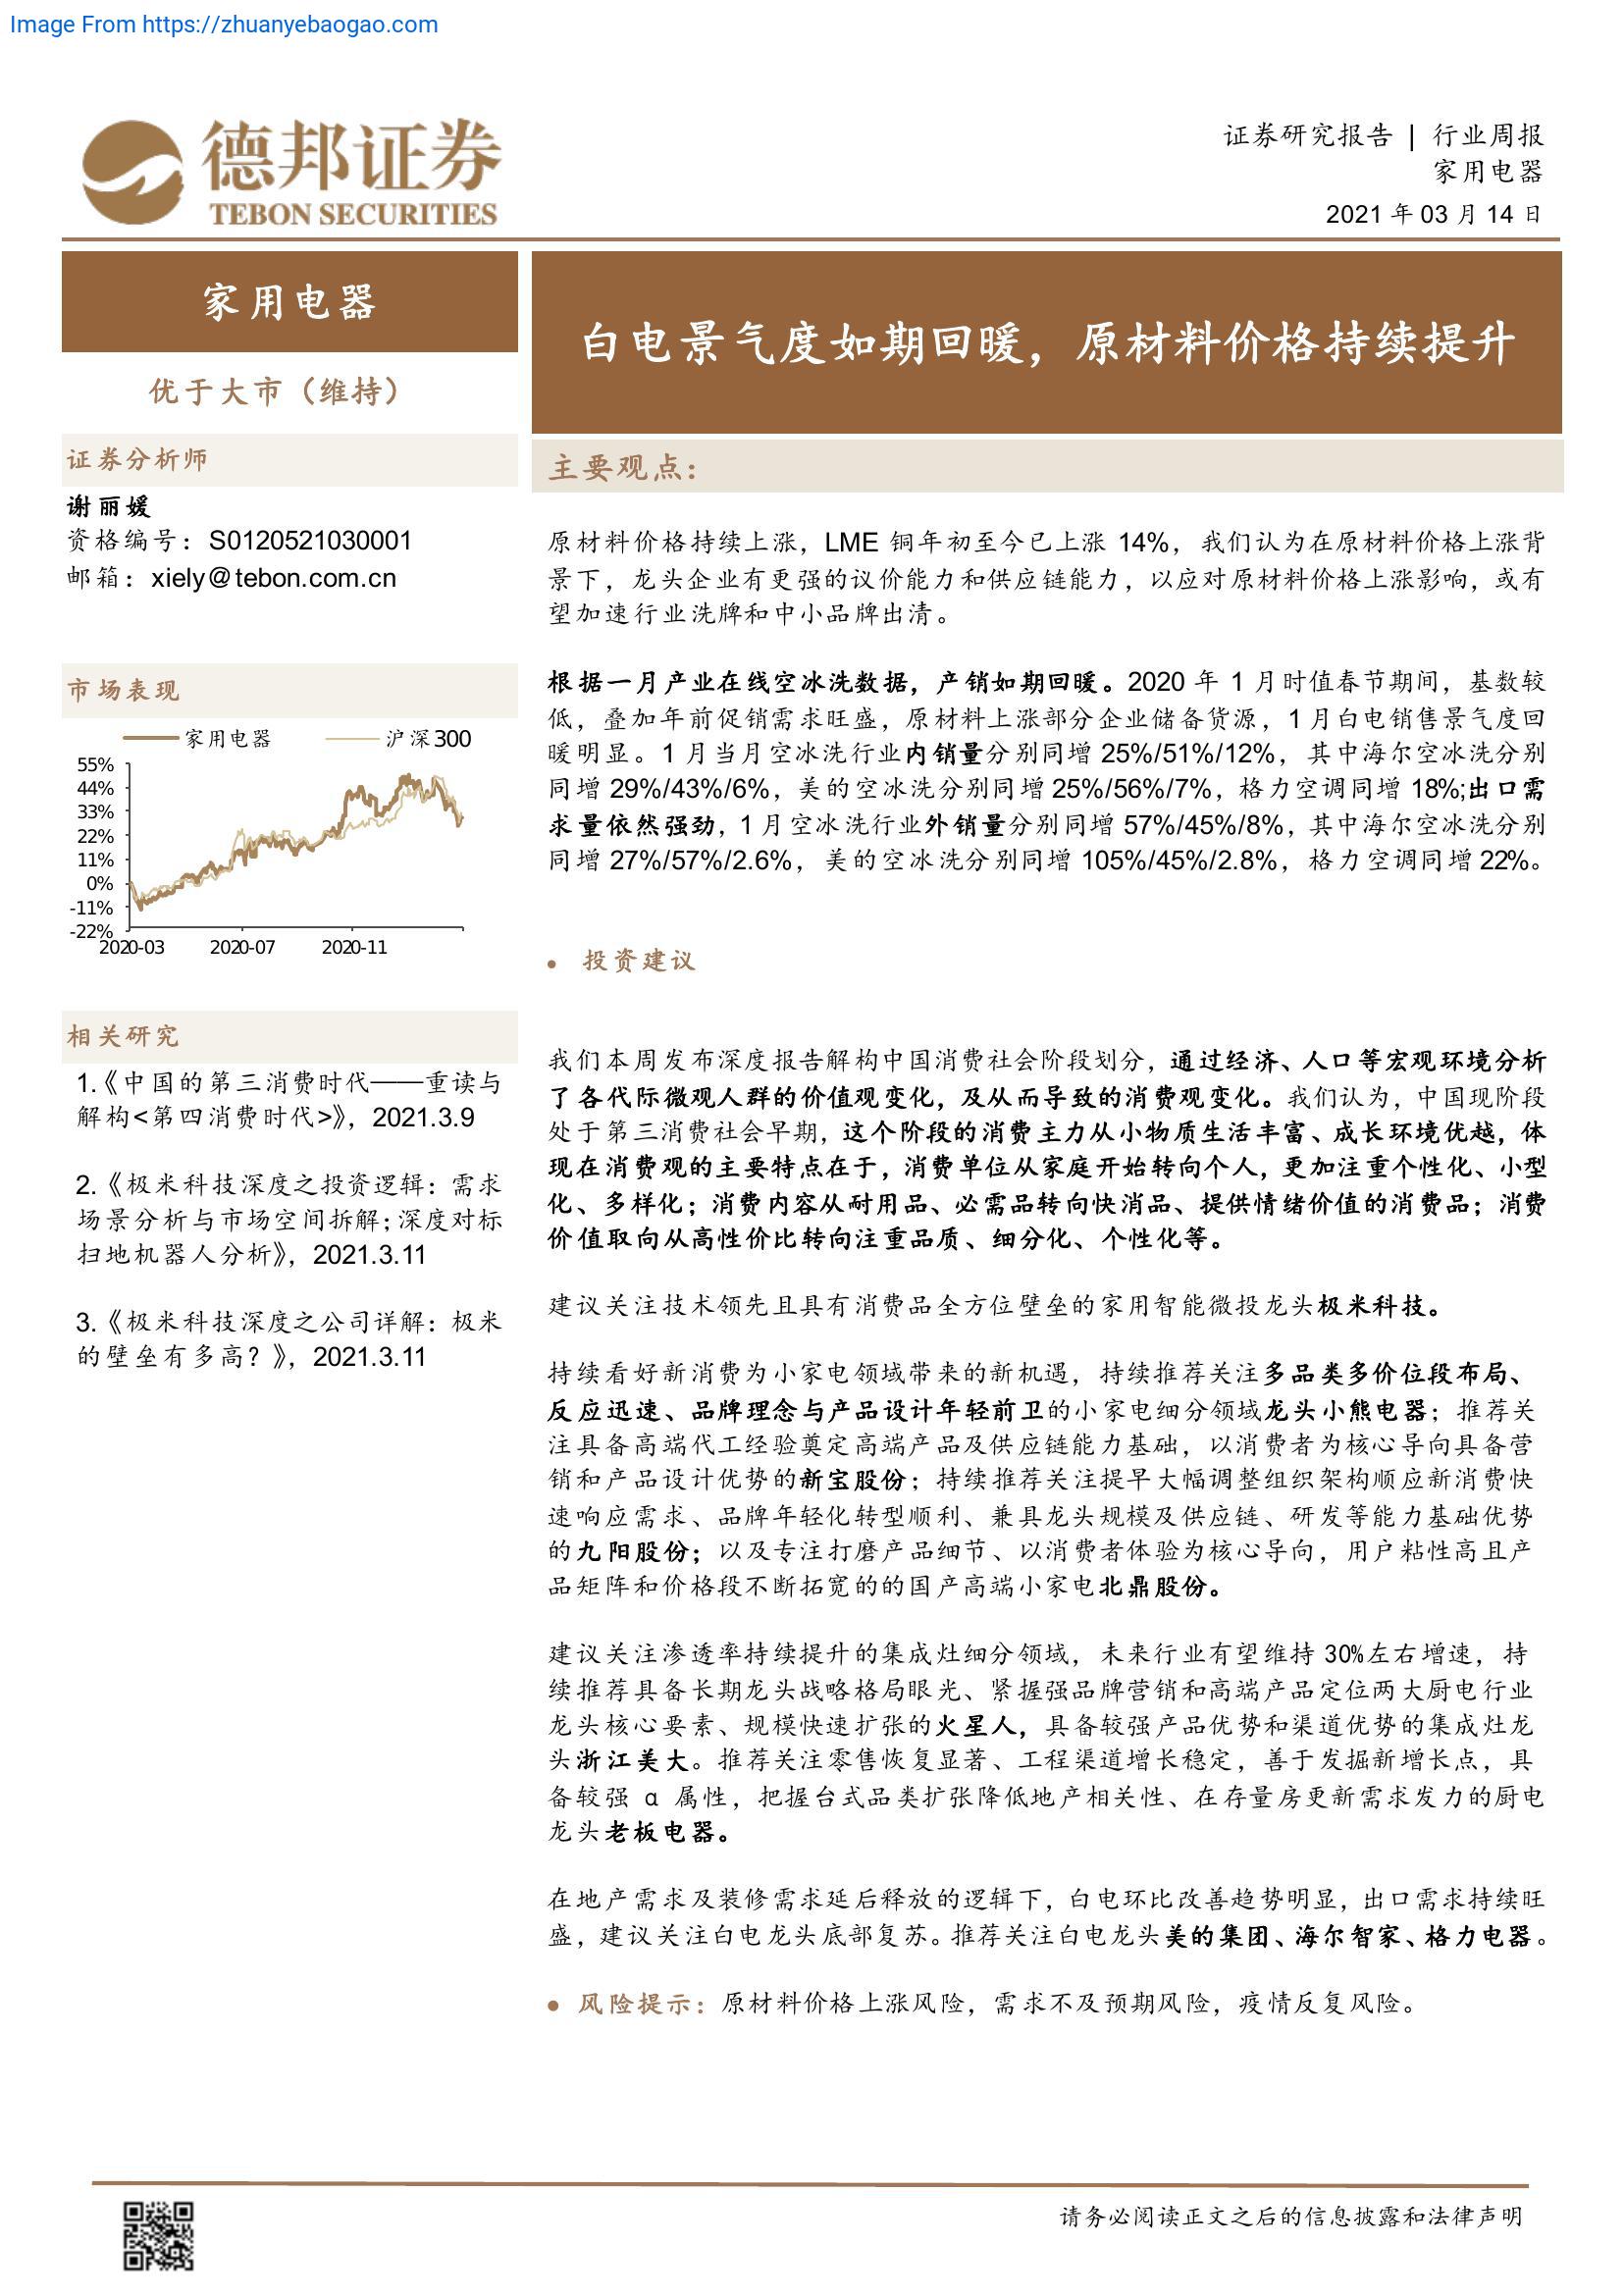 Image From https://zhuanyebaogao.com
德邦证券
TEBON SECURITIES
证券研究报告 | 行业周报
家用电器
2021 年 03 月 14 日
家用电器
优于大市（维持）
证券分析师
谢丽媛
资格编号：S0120521030001
邮箱：xiely@tebon.com.cn
市场表现
家用电器 沪深300
55%
44%
33%
22%
11%
0%
-11%
-22%
2020-03 2020-07 2020-11
相关研究
1.《中国的第三消费时代——重读与
解构<第四消费时代>》，2021.3.9
2.《极米科技深度之投资逻辑：需求
场景分析与市场空间拆解；深度对标
扫地机器人分析》，2021.3.11
3.《极米科技深度之公司详解：极米
的壁垒有多高？》，2021.3.11
白电景气度如期回暖，原材料价格持续提升
主要观点：
原材料价格持续上涨，LME 铜年初至今已上涨 14%，我们认为在原材料价格上涨背
景下，龙头企业有更强的议价能力和供应链能力，以应对原材料价格上涨影响，或有
望加速行业洗牌和中小品牌出清。
根据一月产业在线空冰洗数据，产销如期回暖。2020 年 1 月时值春节期间，基数较
低，叠加年前促销需求旺盛，原材料上涨部分企业储备货源，1 月白电销售景气度回
暖明显。1 月当月空冰洗行业内销量分别同增 25%/51%/12%，其中海尔空冰洗分别
同增 29%/43%/6%，美的空冰洗分别同增 25%/56%/7%，格力空调同增 18%;出口需
求量依然强劲，1 月空冰洗行业外销量分别同增 57%/45%/8%，其中海尔空冰洗分别
同增 27%/57%/2.6%，美的空冰洗分别同增 105%/45%/2.8%，格力空调同增 22%。
● 投资建议
我们本周发布深度报告解构中国消费社会阶段划分，通过经济、人口等宏观环境分析
了各代际微观人群的价值观变化，及从而导致的消费观变化。我们认为，中国现阶段
处于第三消费社会早期，这个阶段的消费主力从小物质生活丰富、成长环境优越，体
现在消费观的主要特点在于，消费单位从家庭开始转向个人，更加注重个性化、小型
化、多样化；消费内容从耐用品、必需品转向快消品、提供情绪价值的消费品；消费
价值取向从高性价比转向注重品质、细分化、个性化等。
建议关注技术领先且具有消费品全方位壁垒的家用智能微投龙头极米科技。
持续看好新消费为小家电领域带来的新机遇，持续推荐关注多品类多价位段布局、
反应迅速、品牌理念与产品设计年轻前卫的小家电细分领域龙头小熊电器；推荐关
注具备高端代工经验奠定高端产品及供应链能力基础，以消费者为核心导向具备营
销和产品设计优势的新宝股份；持续推荐关注提早大幅调整组织架构顺应新消费快
速响应需求、品牌年轻化转型顺利、兼具龙头规模及供应链、研发等能力基础优势
的九阳股份；以及专注打磨产品细节、以消费者体验为核心导向，用户粘性高且产
品矩阵和价格段不断拓宽的的国产高端小家电北鼎股份。
建议关注渗透率持续提升的集成灶细分领域，未来行业有望维持 30%左右增速，持
续推荐具备长期龙头战略格局眼光、紧握强品牌营销和高端产品定位两大厨电行业
龙头核心要素、规模快速扩张的火星人，具备较强产品优势和渠道优势的集成灶龙
头浙江美大。推荐关注零售恢复显著、工程渠道增长稳定，善于发掘新增长点，具
备较强 α 属性，把握台式品类扩张降低地产相关性、在存量房更新需求发力的厨电
龙头老板电器。
在地产需求及装修需求延后释放的逻辑下，白电环比改善趋势明显，出口需求持续旺
盛，建议关注白电龙头底部复苏。推荐关注白电龙头美的集团、海尔智家、格力电器。
● 风险提示：原材料价格上涨风险，需求不及预期风险，疫情反复风险。
请务必阅读正文之后的信息披露和法律声明